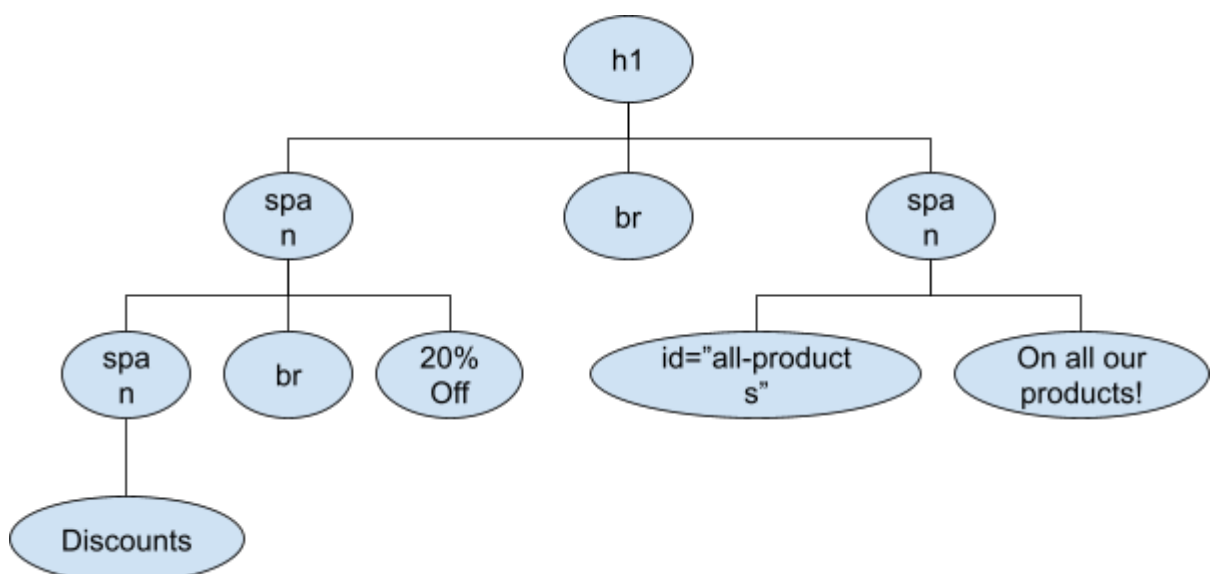 h1
spa
n
br
spa
n
spa
n
br
20%
Off
id=”all-product
s”
On all our
products!
Discounts